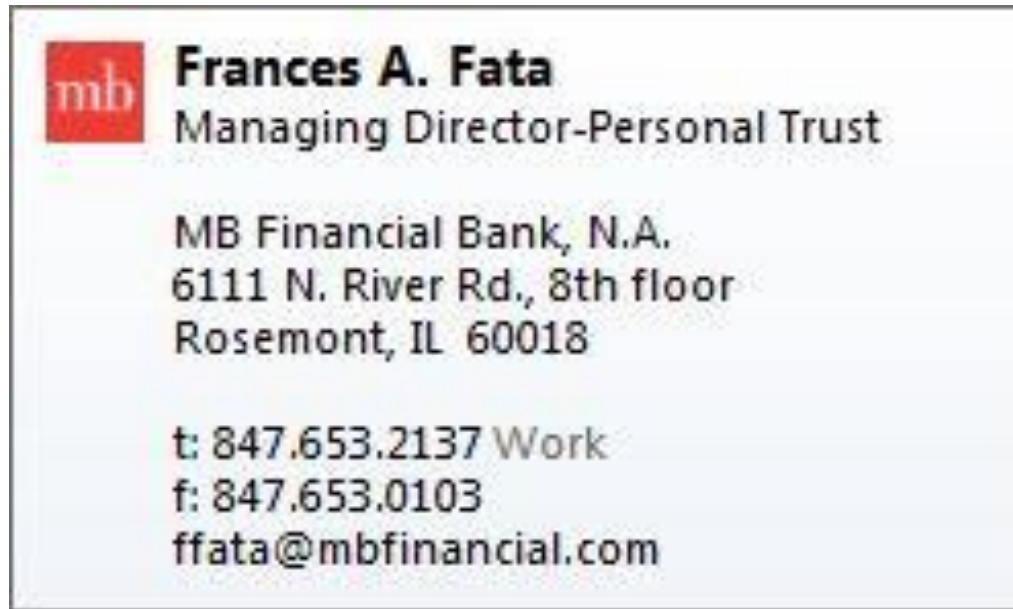 mb
Frances A. Fata
Managing Director-Personal Trust
MB Financial Bank, N.A.
6111 N. River Rd., 8th floor
Rosemont, IL 60018
t: 847.653.2137 Work
f: 847.653.0103
ffata@mbfinancial.com